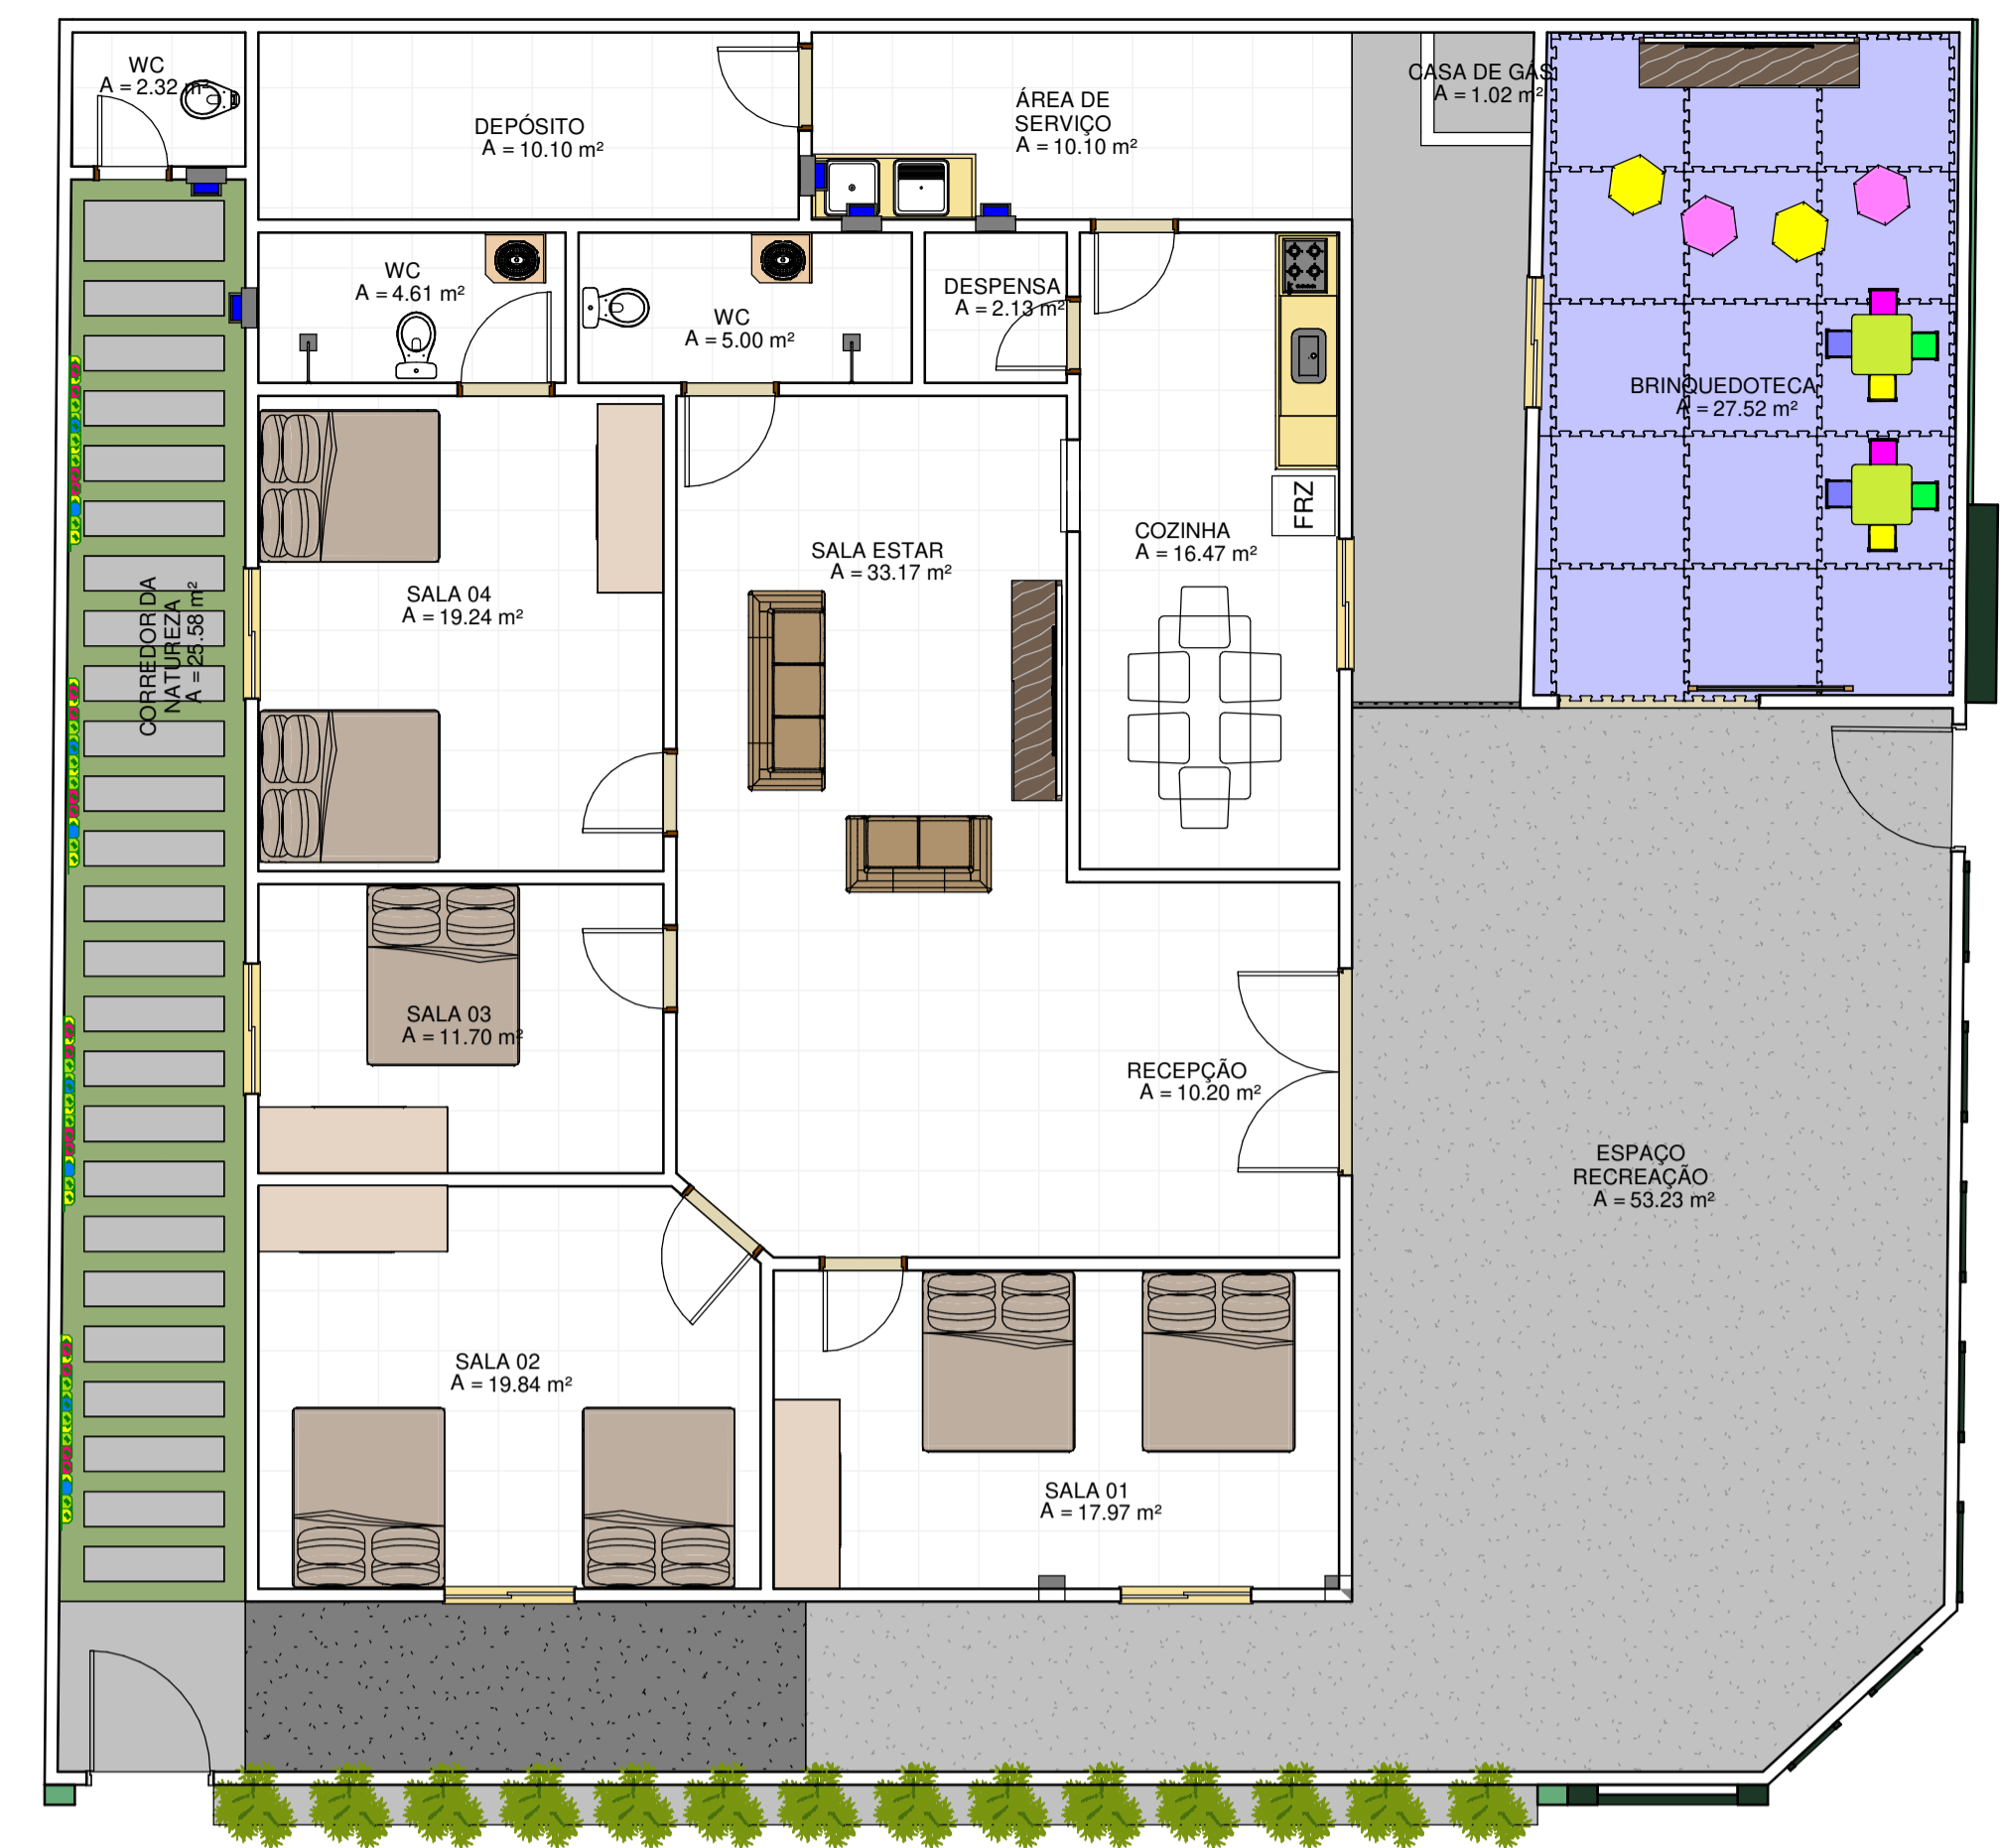 WC
A = 2.32 m²
DEPÓSITO
A = 10.10 m²
ÁREA DE
SERVIÇO
A = 10.10 m²
CASA DE GÁS
A = 1.02 m²
WC
A = 4.61 m²
WC
A = 5.00 m²
DESPENSA
A = 2.13 m²
BRINQUEDOTECA
A = 27.52 m²
FRZ
COZINHA
A = 16.47 m²
SALA ESTAR
A = 33.17 m²
SALA 04
A = 19.24 m²
CORREDOR DA
NATUREZA
A = 25.58 m²
SALA 03
A = 11.70 m²
RECEPÇÃO
A = 10.20 m²
ESPAÇO
RECREAÇÃO
A = 53.23 m²
SALA 02
A = 19.84 m²
SALA 01
A = 17.97 m²